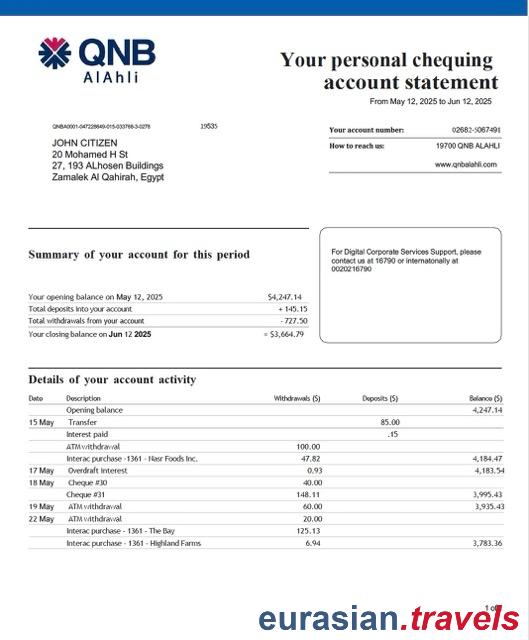 QNB
AlAhli
Your personal chequing
account statement
From May 12, 2025 to Jun 12, 2025
QNBA0001-047228649-015-033766-3-0276 19535
JOHN CITIZEN
20 Mohamed H St
27, 193 ALhosen Buildings
Zamalek Al Qahirah, Egypt
Your account number: 02682-5067491
How to reach us: 19700 QNB ALAHLI
www.qnbalahli.com
Summary of your account for this period
For Digital Corporate Services Support, please
contact us at 16790 or internatonally at
0020216790
Your opening balance on May 12, 2025 $4,247.14
Total deposits into your account + 145.15
Total withdrawals from your account - 727.50
Your closing balance on Jun 12 2025 = $3,664.79
Details of your account activity
Date Description Withdrawals ($) Deposits ($) Balance ($)
Opening balance 4,247.14
15 May Transfer 85.00
Interest paid .15
ATM withdrawal 100.00
Interac purchase -1361 - Nasr Foods Inc. 47.82 4,184.47
17 May Overdraft Interest 0.93 4,183.54
18 May Cheque #30 40.00
Cheque #31 148.11 3,995.43
19 May ATM withdrawal 60.00 3,935.43
22 May ATM withdrawal 20.00
Interac purchase - 1361 - The Bay 125.13
Interac purchase - 1361 - Highland Farms 6.94 3,783.36
eurasian.travels